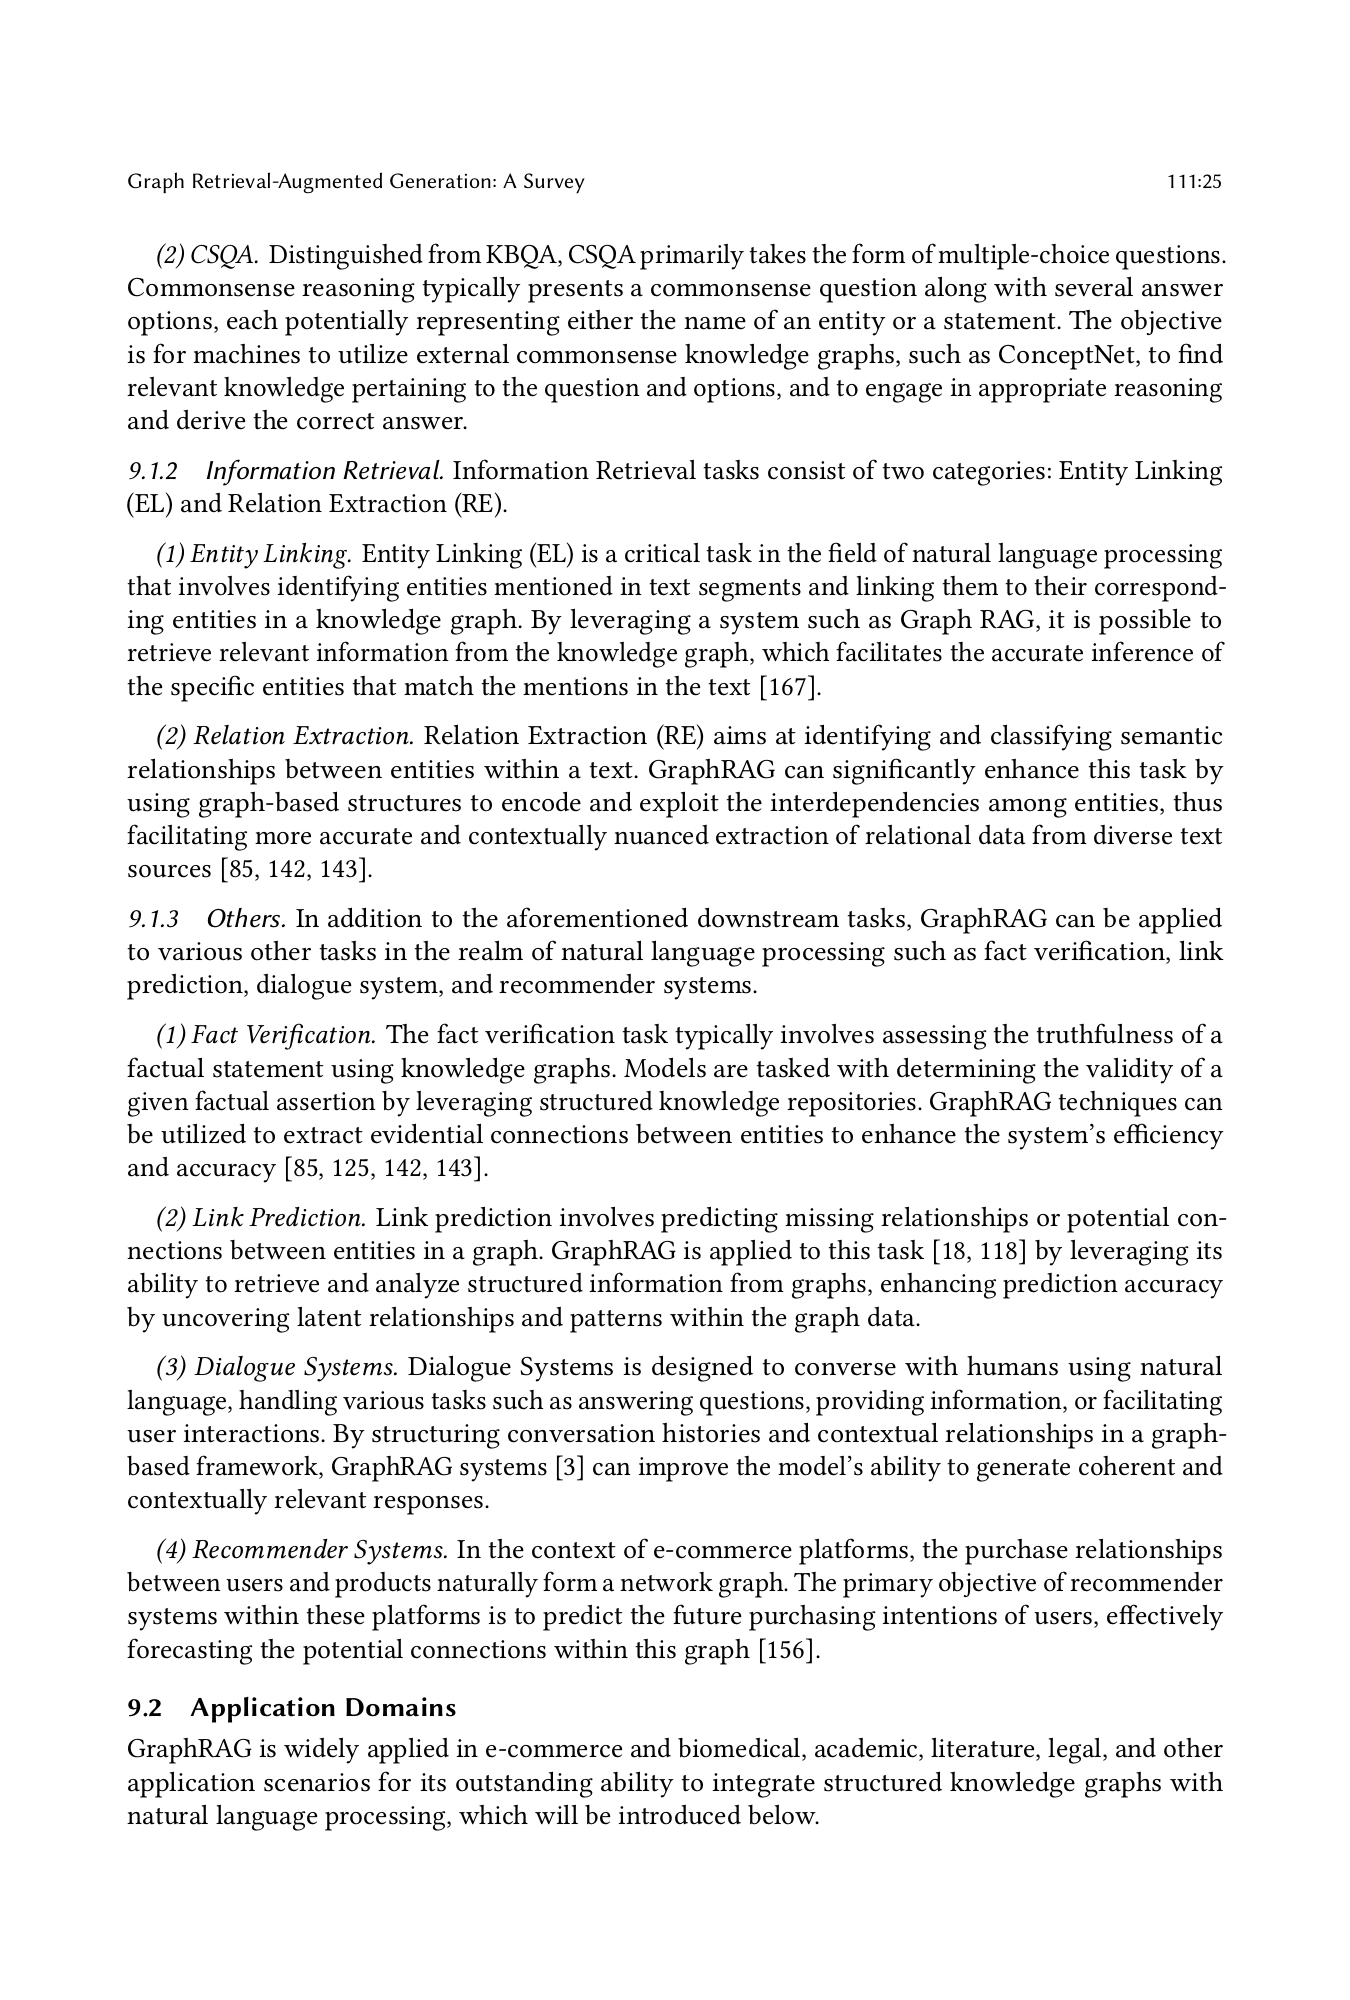 Graph Retrieval-Augmented Generation: A Survey 111:25
(2) CSQA. Distinguished from KBQA, CSQA primarily takes the form of multiple-choice questions.
Commonsense reasoning typically presents a commonsense question along with several answer
options, each potentially representing either the name of an entity or a statement. The objective
is for machines to utilize external commonsense knowledge graphs, such as ConceptNet, to find
relevant knowledge pertaining to the question and options, and to engage in appropriate reasoning
and derive the correct answer.
9.1.2 Information Retrieval. Information Retrieval tasks consist of two categories: Entity Linking
(EL) and Relation Extraction (RE).
(1) Entity Linking. Entity Linking (EL) is a critical task in the field of natural language processing
that involves identifying entities mentioned in text segments and linking them to their correspond-
ing entities in a knowledge graph. By leveraging a system such as Graph RAG, it is possible to
retrieve relevant information from the knowledge graph, which facilitates the accurate inference of
the specific entities that match the mentions in the text [167].
(2) Relation Extraction. Relation Extraction (RE) aims at identifying and classifying semantic
relationships between entities within a text. GraphRAG can significantly enhance this task by
using graph-based structures to encode and exploit the interdependencies among entities, thus
facilitating more accurate and contextually nuanced extraction of relational data from diverse text
sources [85, 142, 143].
9.1.3 Others. In addition to the aforementioned downstream tasks, GraphRAG can be applied
to various other tasks in the realm of natural language processing such as fact verification, link
prediction, dialogue system, and recommender systems.
(1) Fact Verification. The fact verification task typically involves assessing the truthfulness of a
factual statement using knowledge graphs. Models are tasked with determining the validity of a
given factual assertion by leveraging structured knowledge repositories. GraphRAG techniques can
be utilized to extract evidential connections between entities to enhance the system's efficiency
and accuracy [85, 125, 142, 143].
(2) Link Prediction. Link prediction involves predicting missing relationships or potential con-
nections between entities in a graph. GraphRAG is applied to this task [18, 118] by leveraging its
ability to retrieve and analyze structured information from graphs, enhancing prediction accuracy
by uncovering latent relationships and patterns within the graph data.
(3) Dialogue Systems. Dialogue Systems is designed to converse with humans using natural
language, handling various tasks such as answering questions, providing information, or facilitating
user interactions. By structuring conversation histories and contextual relationships in a graph-
based framework, GraphRAG systems [3] can improve the model's ability to generate coherent and
contextually relevant responses.
(4) Recommender Systems. In the context of e-commerce platforms, the purchase relationships
between users and products naturally form a network graph. The primary objective of recommender
systems within these platforms is to predict the future purchasing intentions of users, effectively
forecasting the potential connections within this graph [156].
9.2 Application Domains
GraphRAG is widely applied in e-commerce and biomedical, academic, literature, legal, and other
application scenarios for its outstanding ability to integrate structured knowledge graphs with
natural language processing, which will be introduced below.